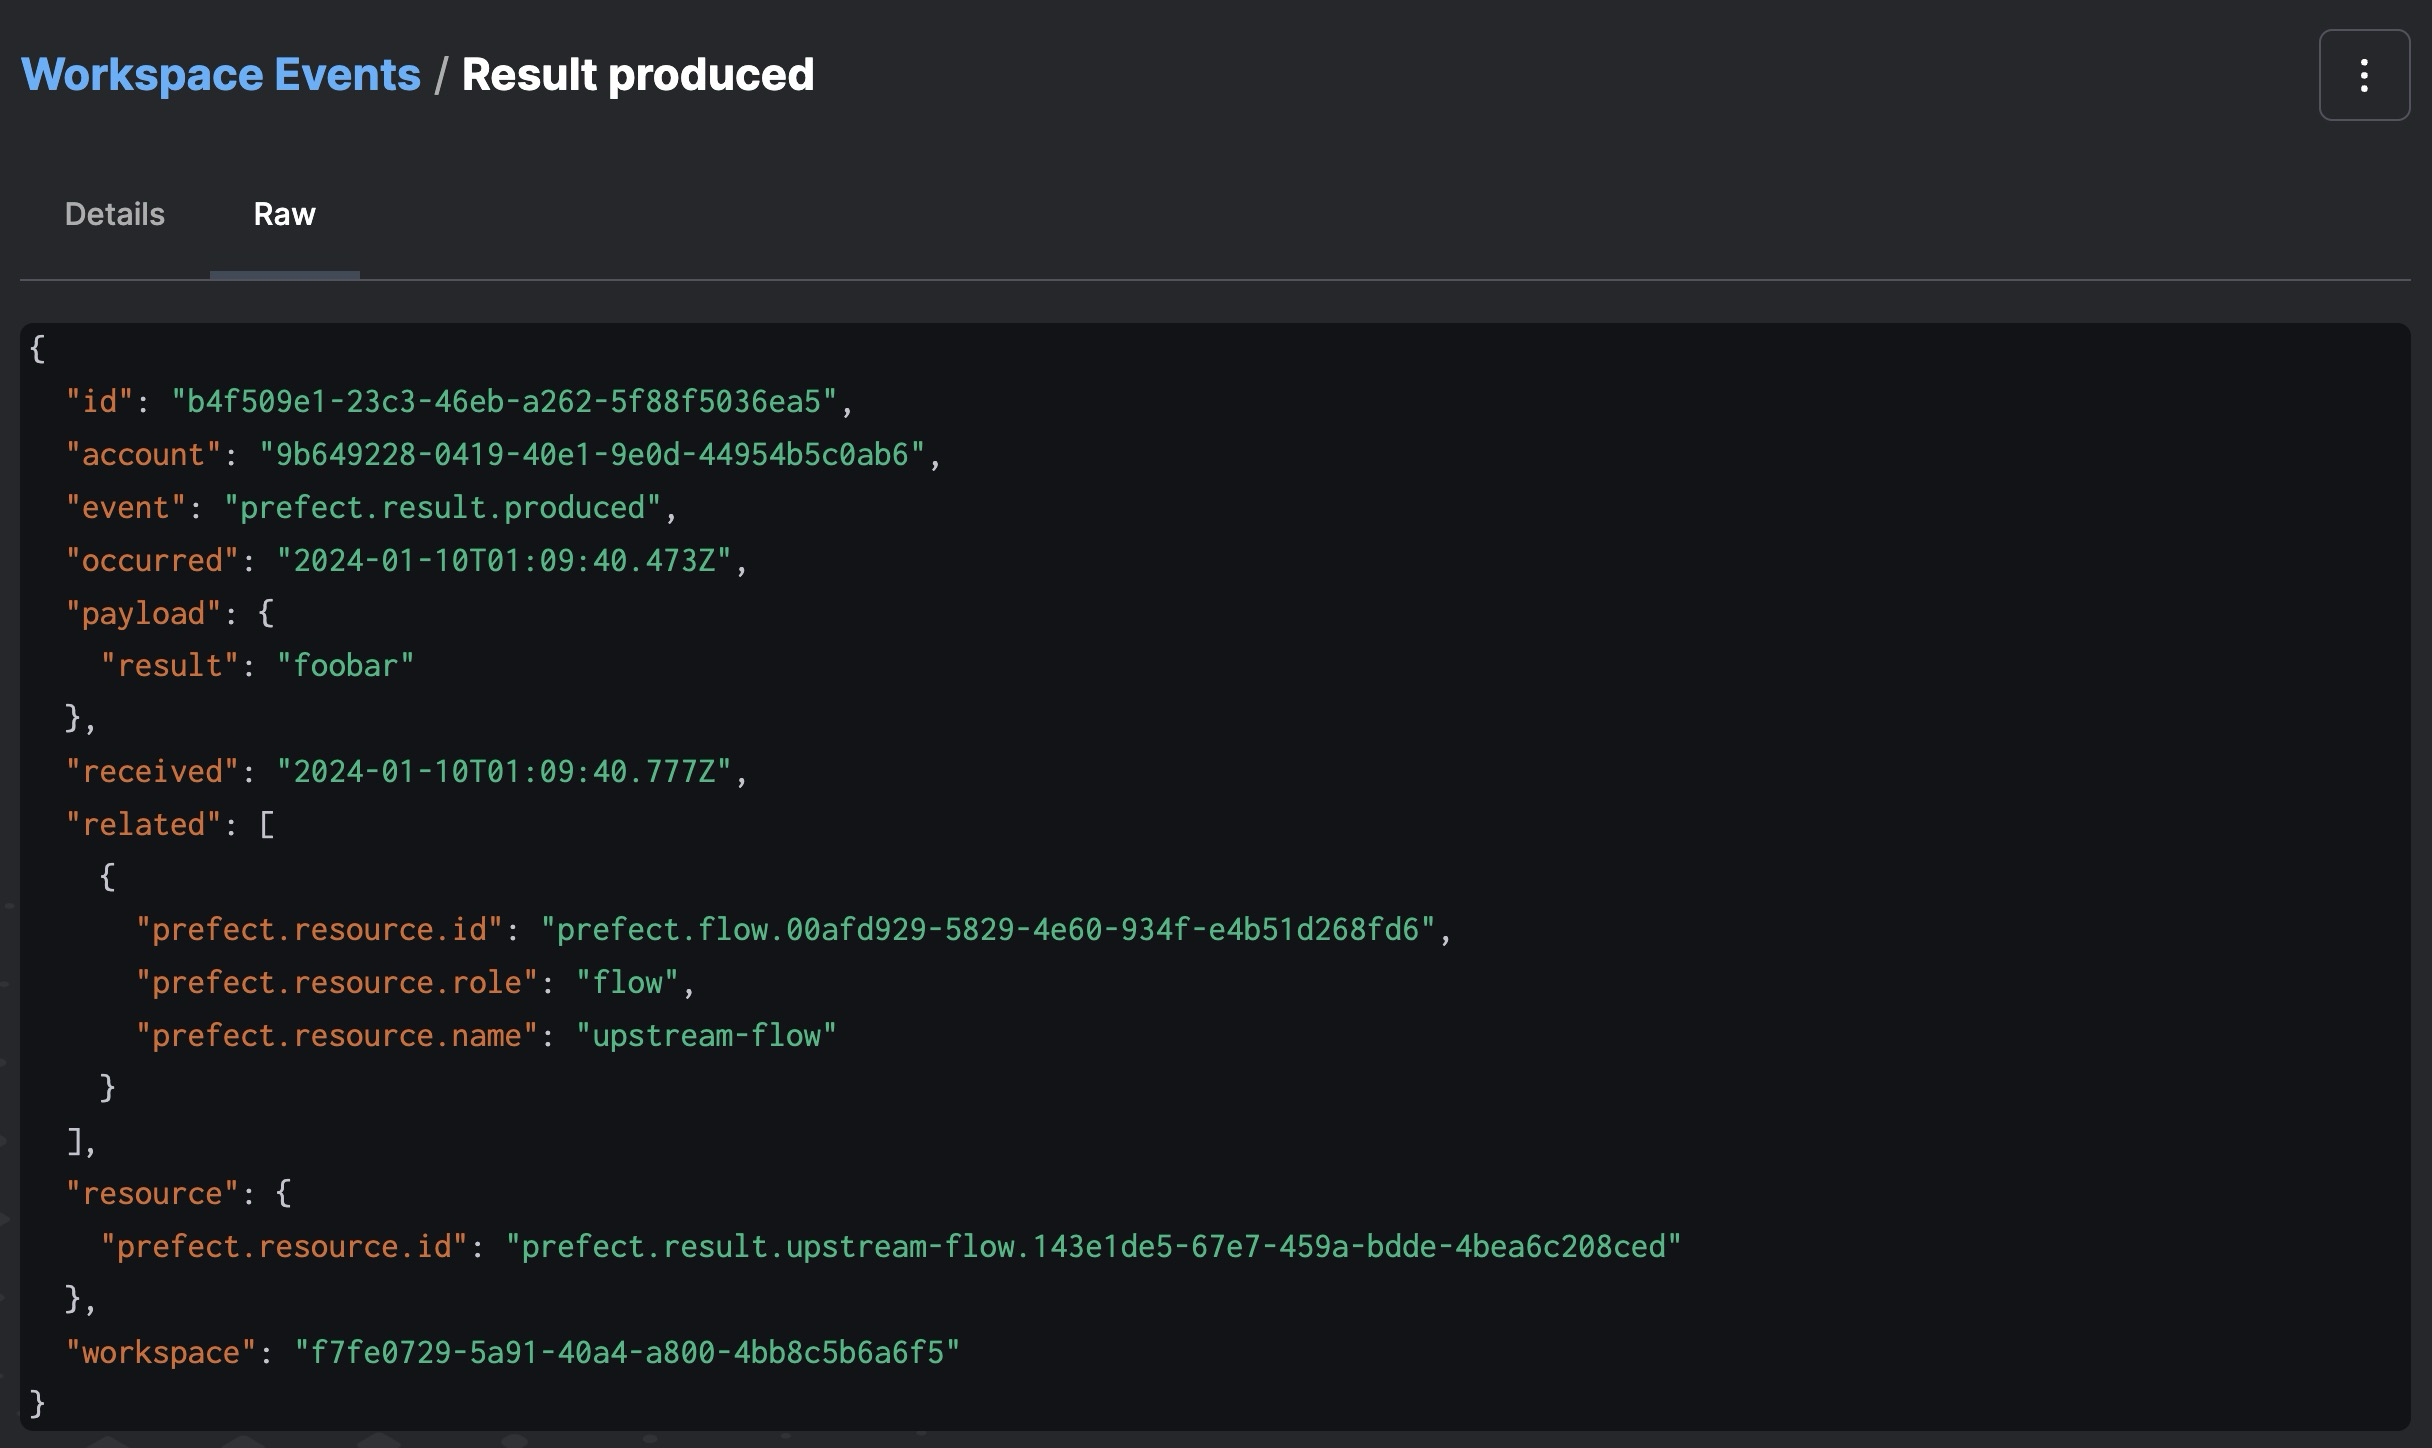 Workspace Events / Result produced
Details Raw
{
  "id": "b4f509e1-23c3-46eb-a262-5f88f5036ea5",
  "account": "9b649228-0419-40e1-9e0d-44954b5c0ab6",
  "event": "prefect.result.produced",
  "occurred": "2024-01-10T01:09:40.473Z",
  "payload": {
    "result": "foobar"
  },
  "received": "2024-01-10T01:09:40.777Z",
  "related": [
    {
      "prefect.resource.id": "prefect.flow.00afd929-5829-4e60-934f-e4b51d268fd6",
      "prefect.resource.role": "flow",
      "prefect.resource.name": "upstream-flow"
    }
  ],
  "resource": {
    "prefect.resource.id": "prefect.result.upstream-flow.143e1de5-67e7-459a-bdde-4bea6c208ced"
  },
  "workspace": "f7fe0729-5a91-40a4-a800-4bb8c5b6a6f5"
}